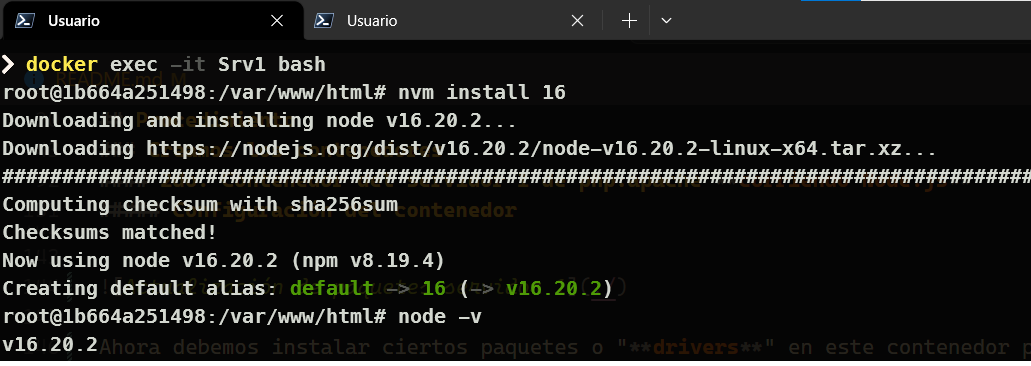 Usuario
Usuario
❯ docker exec -it Srv1 bash
root@1b664a251498:/var/www/html# nvm install 16
Downloading and installing node v16.20.2...
Downloading https://nodejs.org/dist/v16.20.2/node-v16.20.2-linux-x64.tar.xz...
######################################################################################
Computing checksum with sha256sum
Checksums matched!
Now using node v16.20.2 (npm v8.19.4)
Creating default alias: default -> 16 (-> v16.20.2)
root@1b664a251498:/var/www/html# node -v
v16.20.2
Ahora debemos instalar ciertos paquetes o "**drivers**" en este contenedor p